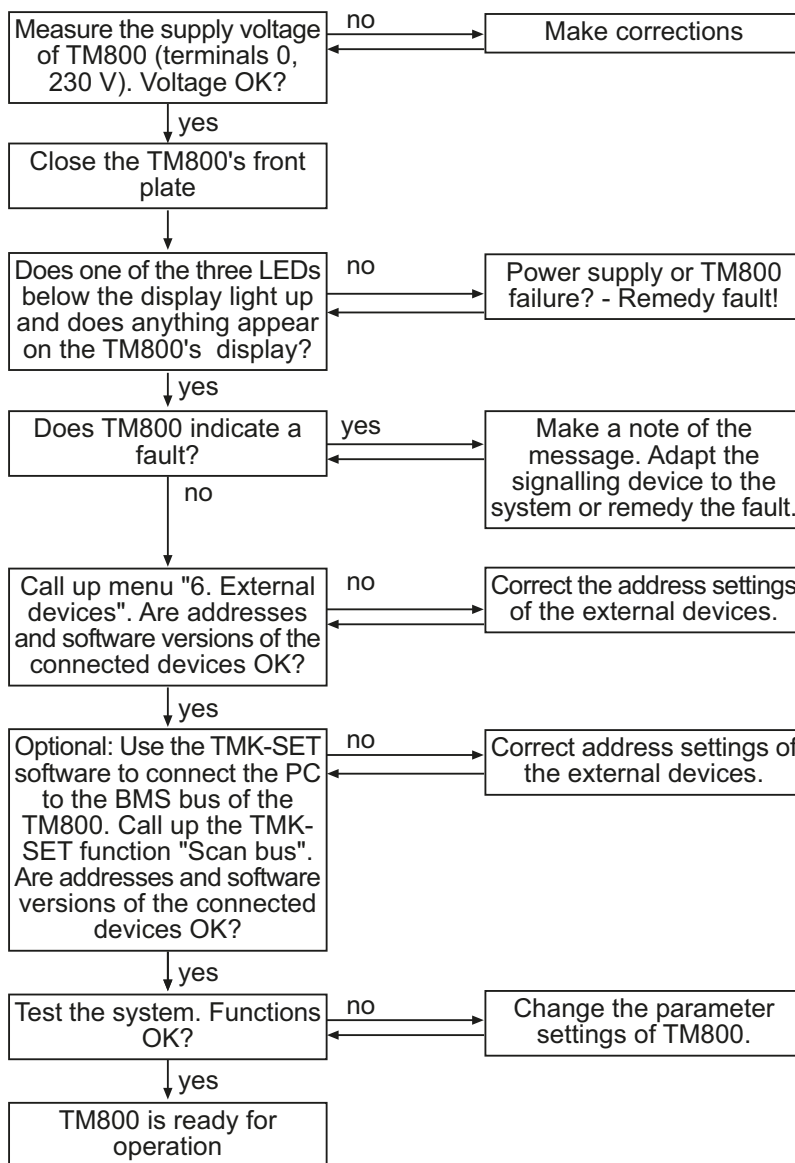 Measure the supply voltage
of TM800 (terminals 0,
230 V). Voltage OK?
no
Make corrections
yes
Close the TM800's front
plate
Does one of the three LEDs
below the display light up
and does anything appear
on the TM800's display?
no
Power supply or TM800
failure? - Remedy fault!
yes
Does TM800 indicate a
fault?
yes
Make a note of the
message. Adapt the
signalling device to the
system or remedy the fault.
no
Call up menu "6. External
devices". Are addresses
and software versions of the
connected devices OK?
no
Correct the address settings
of the external devices.
yes
Optional: Use the TMK-SET
software to connect the PC
to the BMS bus of the
TM800. Call up the TMK-
SET function "Scan bus".
Are addresses and software
versions of the connected
devices OK?
no
Correct address settings of
the external devices.
yes
Test the system. Functions
OK?
no
Change the parameter
settings of TM800.
yes
TM800 is ready for
operation